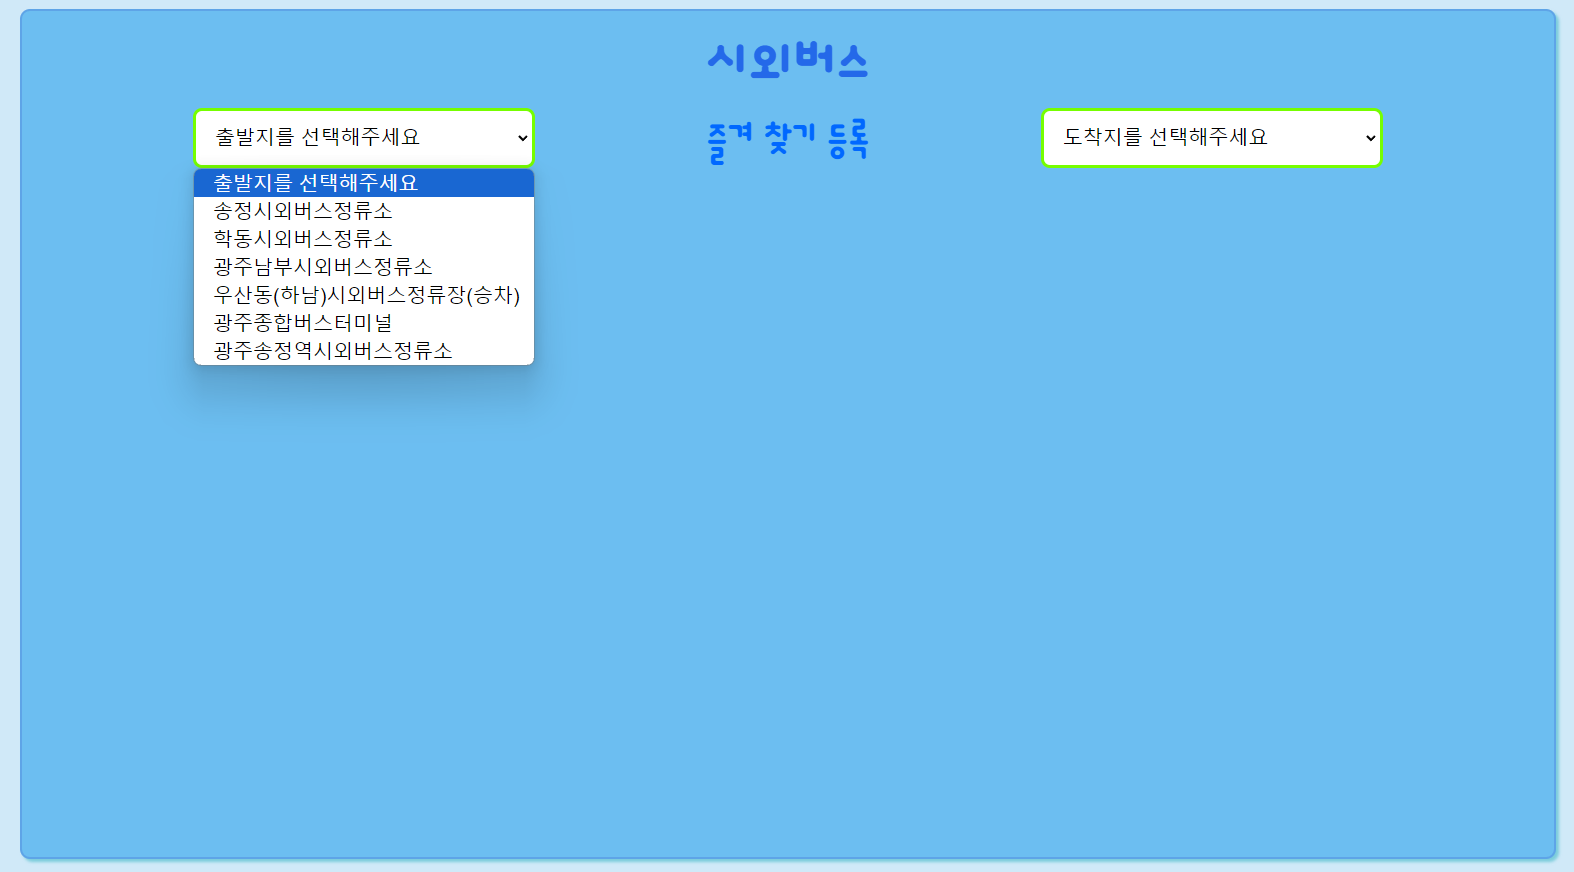 시외버스
출발지를 선택해주세요
즐겨 찾기 등록
도착지를 선택해주세요
출발지를 선택해주세요
송정시외버스정류소
학동시외버스정류소
광주남부시외버스정류소
우산동(하남)시외버스정류장(승차)
광주종합버스터미널
광주송정역시외버스정류소